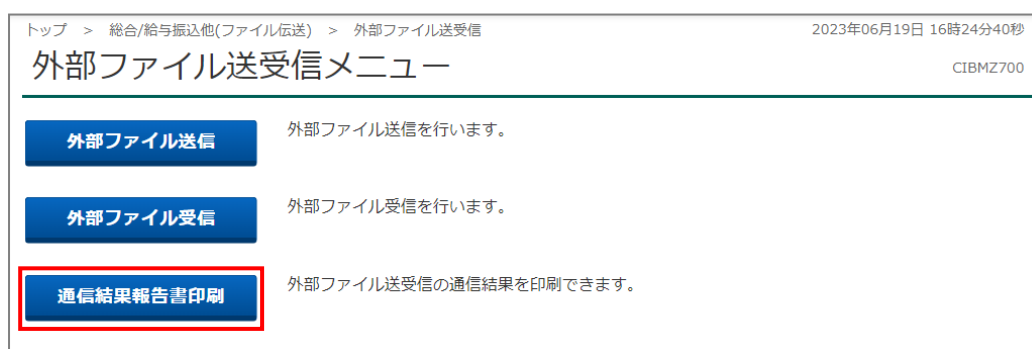 トップ > 総合/給与振込他(ファイル伝送) > 外部ファイル送受信
2023年06月19日 16時24分40秒
外部ファイル送受信メニュー
CIBMZ700
外部ファイル送信
外部ファイル送信を行います。
外部ファイル受信
外部ファイル受信を行います。
通信結果報告書印刷
外部ファイル送受信の通信結果を印刷できます。